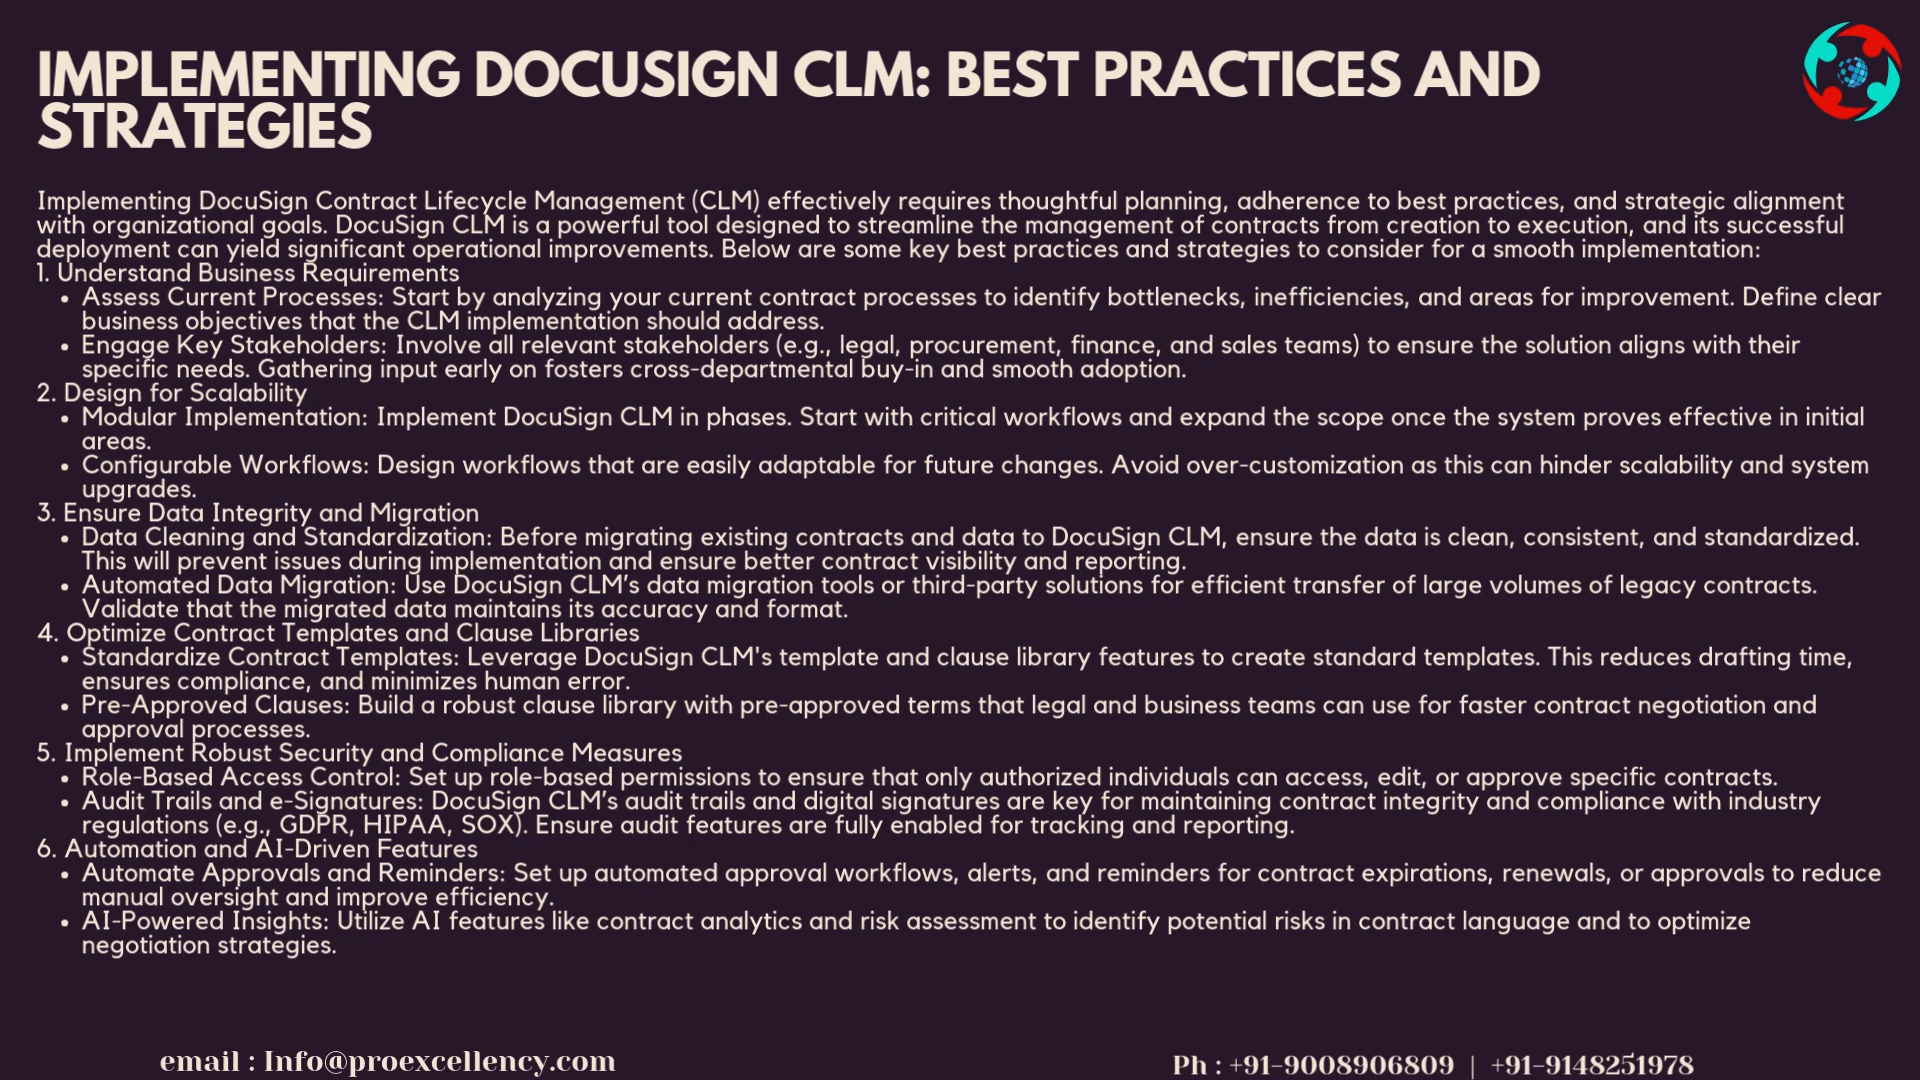 IMPLEMENTING DOCUSIGN CLM: BEST PRACTICES AND
STRATEGIES
Implementing DocuSign Contract Lifecycle Management (CLM) effectively requires thoughtful planning, adherence to best practices, and strategic alignment
with organizational goals. DocuSign CLM is a powerful tool designed to streamline the management of contracts from creation to execution, and its successful
deployment can yield significant operational improvements. Below are some key best practices and strategies to consider for a smooth implementation:
1. Understand Business Requirements
• Assess Current Processes: Start by analyzing your current contract processes to identify bottlenecks, inefficiencies, and areas for improvement. Define clear
business objectives that the CLM implementation should address.
• Engage Key Stakeholders: Involve all relevant stakeholders (e.g., legal, procurement, finance, and sales teams) to ensure the solution aligns with their
specific needs. Gathering input early on fosters cross-departmental buy-in and smooth adoption.
2. Design for Scalability
• Modular Implementation: Implement DocuSign CLM in phases. Start with critical workflows and expand the scope once the system proves effective in initial
areas.
• Configurable Workflows: Design workflows that are easily adaptable for future changes. Avoid over-customization as this can hinder scalability and system
upgrades.
3. Ensure Data Integrity and Migration
• Data Cleaning and Standardization: Before migrating existing contracts and data to DocuSign CLM, ensure the data is clean, consistent, and standardized.
This will prevent issues during implementation and ensure better contract visibility and reporting.
• Automated Data Migration: Use DocuSign CLM’s data migration tools or third-party solutions for efficient transfer of large volumes of legacy contracts.
Validate that the migrated data maintains its accuracy and format.
4. Optimize Contract Templates and Clause Libraries
• Standardize Contract Templates: Leverage DocuSign CLM's template and clause library features to create standard templates. This reduces drafting time,
ensures compliance, and minimizes human error.
• Pre-Approved Clauses: Build a robust clause library with pre-approved terms that legal and business teams can use for faster contract negotiation and
approval processes.
5. Implement Robust Security and Compliance Measures
• Role-Based Access Control: Set up role-based permissions to ensure that only authorized individuals can access, edit, or approve specific contracts.
• Audit Trails and e-Signatures: DocuSign CLM’s audit trails and digital signatures are key for maintaining contract integrity and compliance with industry
regulations (e.g., GDPR, HIPAA, SOX). Ensure audit features are fully enabled for tracking and reporting.
6. Automation and AI-Driven Features
• Automate Approvals and Reminders: Set up automated approval workflows, alerts, and reminders for contract expirations, renewals, or approvals to reduce
manual oversight and improve efficiency.
• AI-Powered Insights: Utilize AI features like contract analytics and risk assessment to identify potential risks in contract language and to optimize
negotiation strategies.
email : Info@proexcellency.com
Ph : +91-9008906809 | +91-9148251978